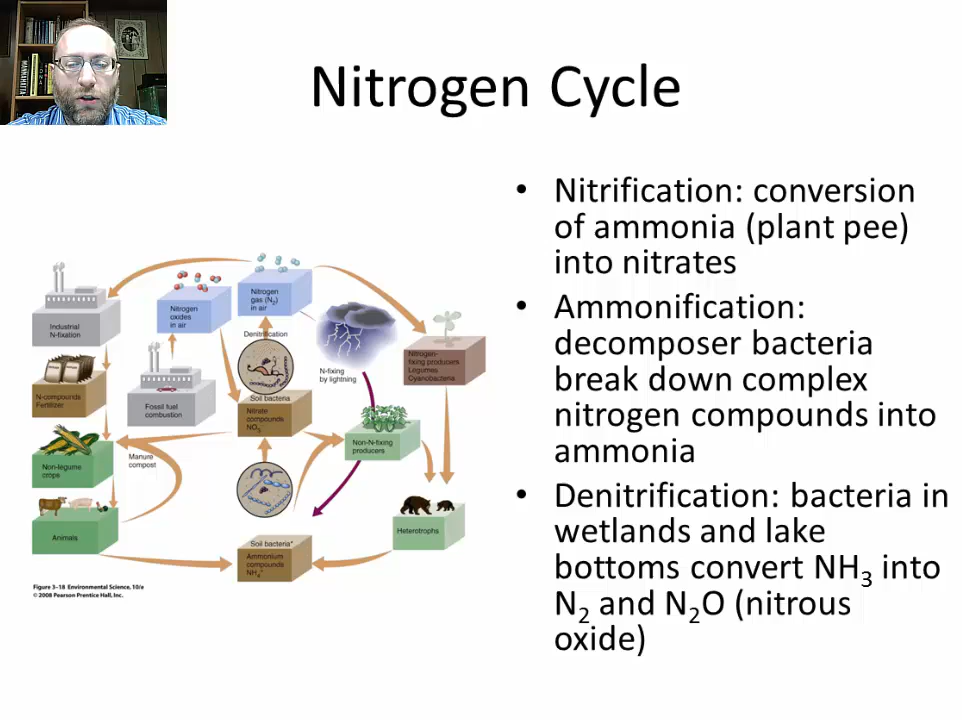 Nitrogen Cycle
• Nitrification: conversion
of ammonia (plant pee)
into nitrates
• Ammonification:
decomposer bacteria
break down complex
nitrogen compounds into
ammonia
• Denitrification: bacteria in
wetlands and lake
bottoms convert NH3 into
N2 and N2O (nitrous
oxide)
Industrial
N-fixation
Nitrogen
oxides
in air
Nitrogen
gas (N2)
in air
Denitrification
N-fixing
by lightning
Nitrogen-
fixing producers
Legumes
Cyanobacteria
N-compounds
Fertilizer
Fossil fuel
combustion
Soil bacteria
Nitrate
compounds
NO3-
Non-N-fixing
producers
Non-legume
crops
Manure
compost
Animals
Soil bacteria*
Ammonium
compounds
NH4+
Heterotrophs
Figure 3–18 Environmental Science, 10/e
© 2008 Pearson Prentice Hall, Inc.